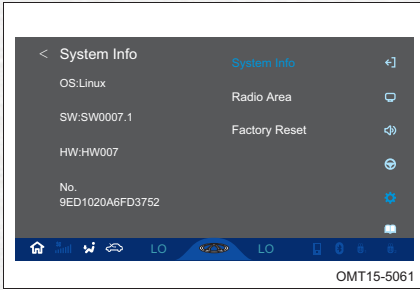 < System Info
OS:Linux
SW:SW0007.1
HW:HW007
No.
9ED1020A6FD3752
System Info
Radio Area
Factory Reset
LO
LO
OMT15-5061